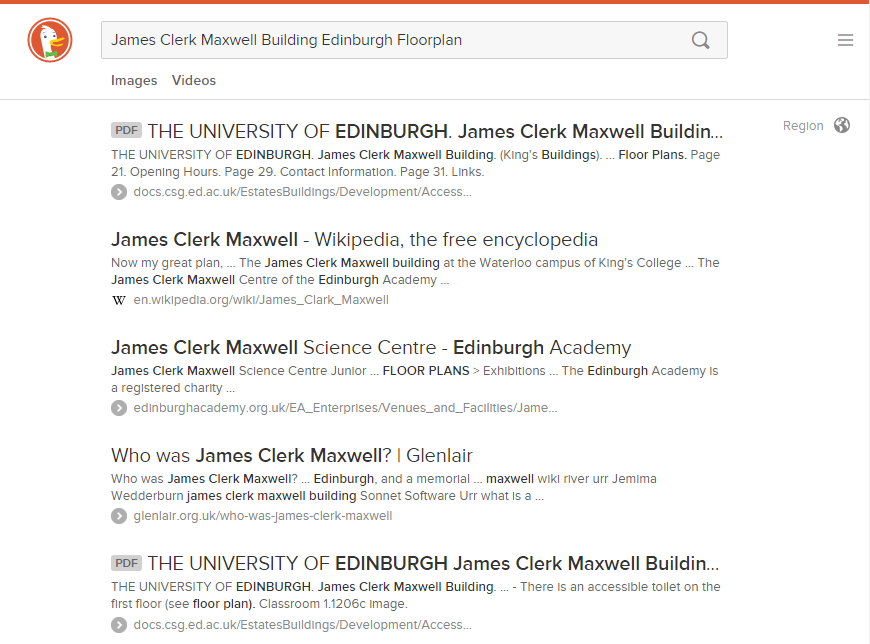 James Clerk Maxwell Building Edinburgh Floorplan
Images Videos
Region
PDF THE UNIVERSITY OF EDINBURGH. James Clerk Maxwell Buildin...
THE UNIVERSITY OF EDINBURGH. James Clerk Maxwell Building. (King's Buildings). ... Floor Plans. Page
21. Opening Hours. Page 29. Contact Information. Page 31. Links.
docs.csg.ed.ac.uk/EstatesBuildings/Development/Access...
James Clerk Maxwell - Wikipedia, the free encyclopedia
Now my great plan, ... The James Clerk Maxwell building at the Waterloo campus of King's College ... The
James Clerk Maxwell Centre of the Edinburgh Academy ...
W en.wikipedia.org/wiki/James_Clark_Maxwell
James Clerk Maxwell Science Centre - Edinburgh Academy
James Clerk Maxwell Science Centre Junior ... FLOOR PLANS > Exhibitions ... The Edinburgh Academy is
a registered charity ...
edinburghacademy.org.uk/EA_Enterprises/Venues_and_Facilities/Jame...
Who was James Clerk Maxwell? | Glenlair
Who was James Clerk Maxwell? ... Edinburgh, and a memorial ... maxwell wiki river urr Jemima
Wedderburn james clerk maxwell building Sonnet Software Urr what is a ...
glenlair.org.uk/who-was-james-clerk-maxwell
PDF THE UNIVERSITY OF EDINBURGH James Clerk Maxwell Buildin...
THE UNIVERSITY OF EDINBURGH. James Clerk Maxwell Building. ... - There is an accessible toilet on the
first floor (see floor plan). Classroom 1.1206c image.
docs.csg.ed.ac.uk/EstatesBuildings/Development/Access...